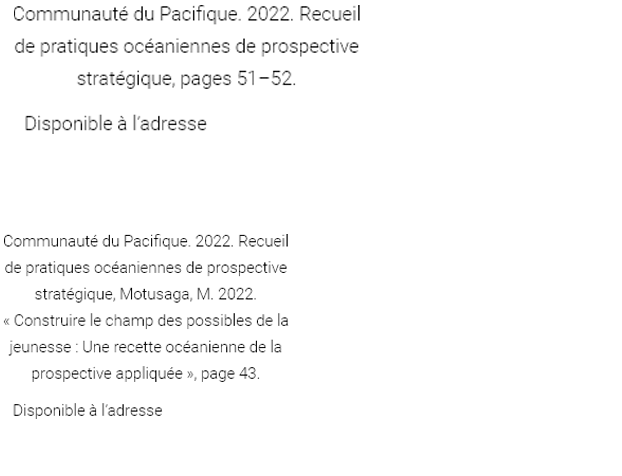 Communauté du Pacifique. 2022. Recueil
de pratiques océaniennes de prospective
stratégique, pages 51–52.
Disponible à l’adresse
Communauté du Pacifique. 2022. Recueil
de pratiques océaniennes de prospective
stratégique, Motusaga, M. 2022.
« Construire le champ des possibles de la
jeunesse : Une recette océanienne de la
prospective appliquée », page 43.
Disponible à l’adresse